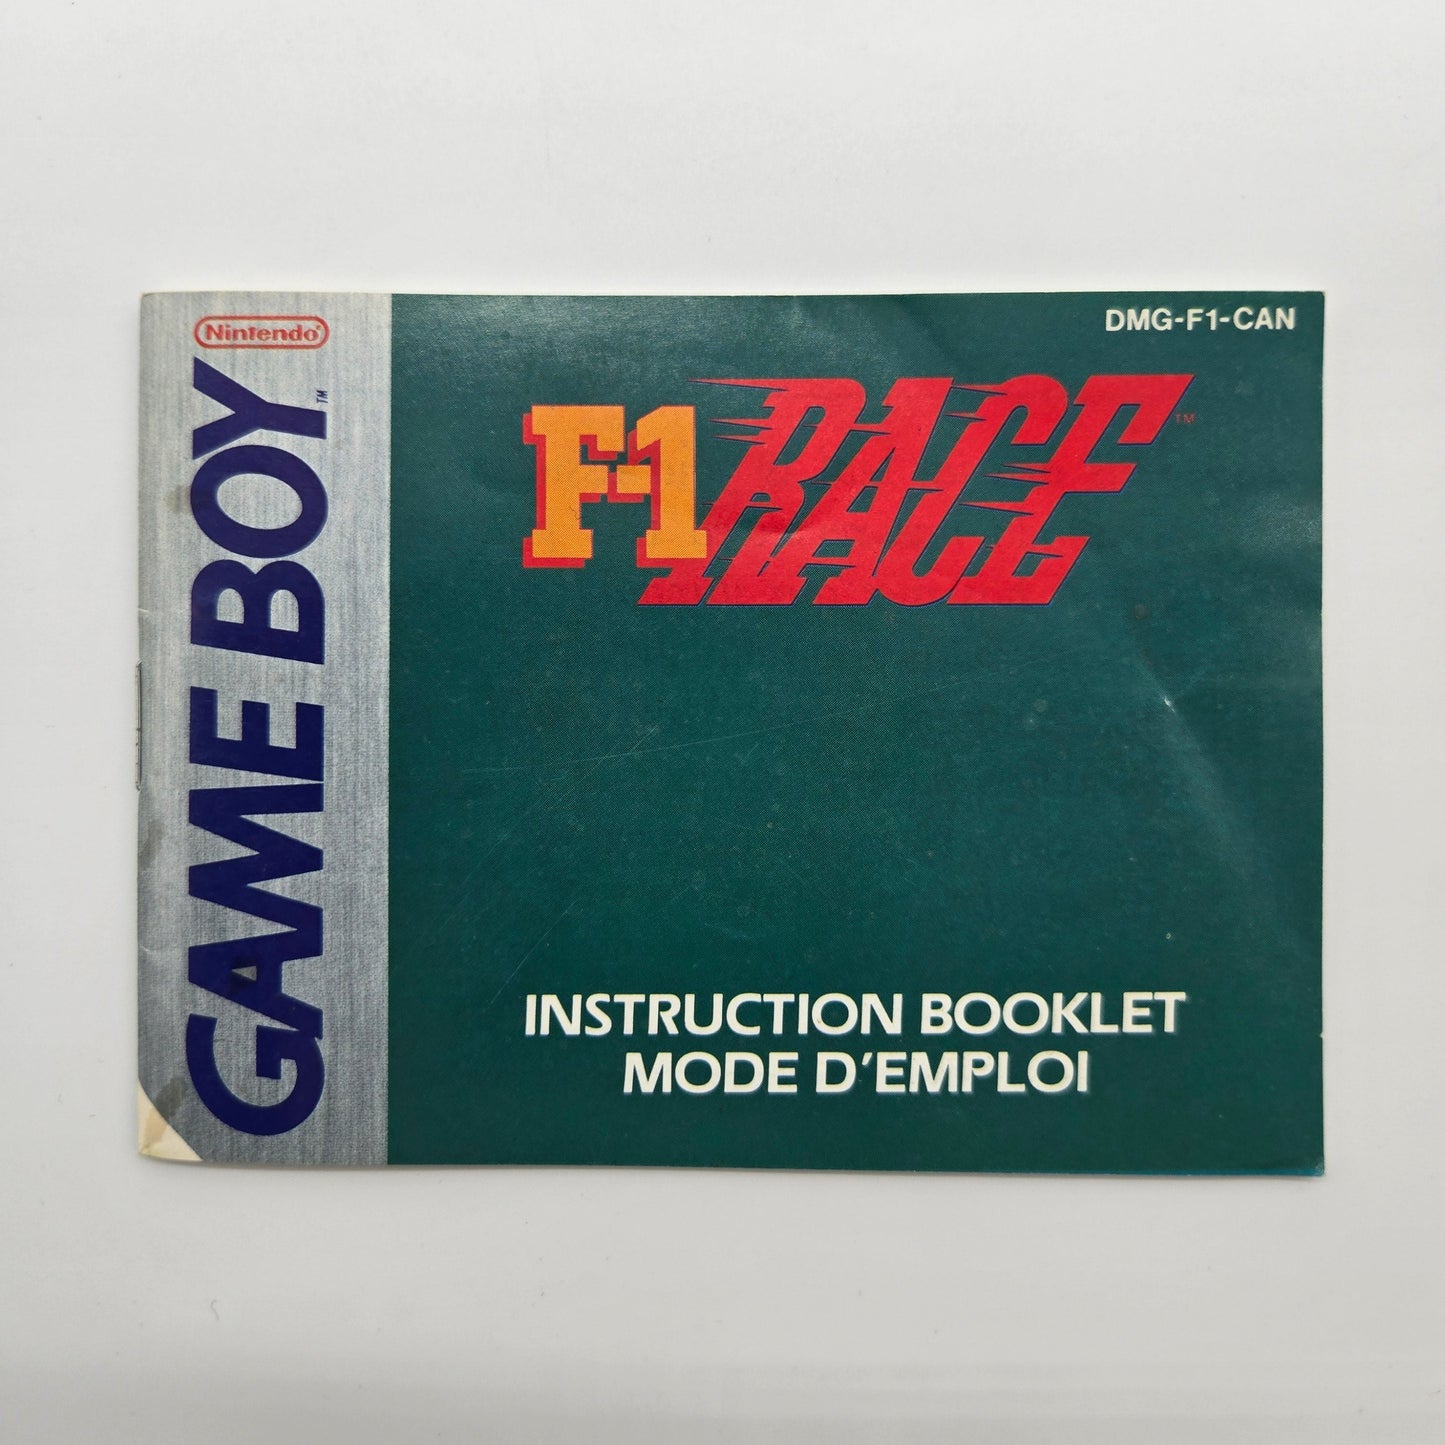 Nintendo®
GAME BOY™
DMG-F1-CAN
F-1 RACE™
INSTRUCTION BOOKLET
MODE D'EMPLOI